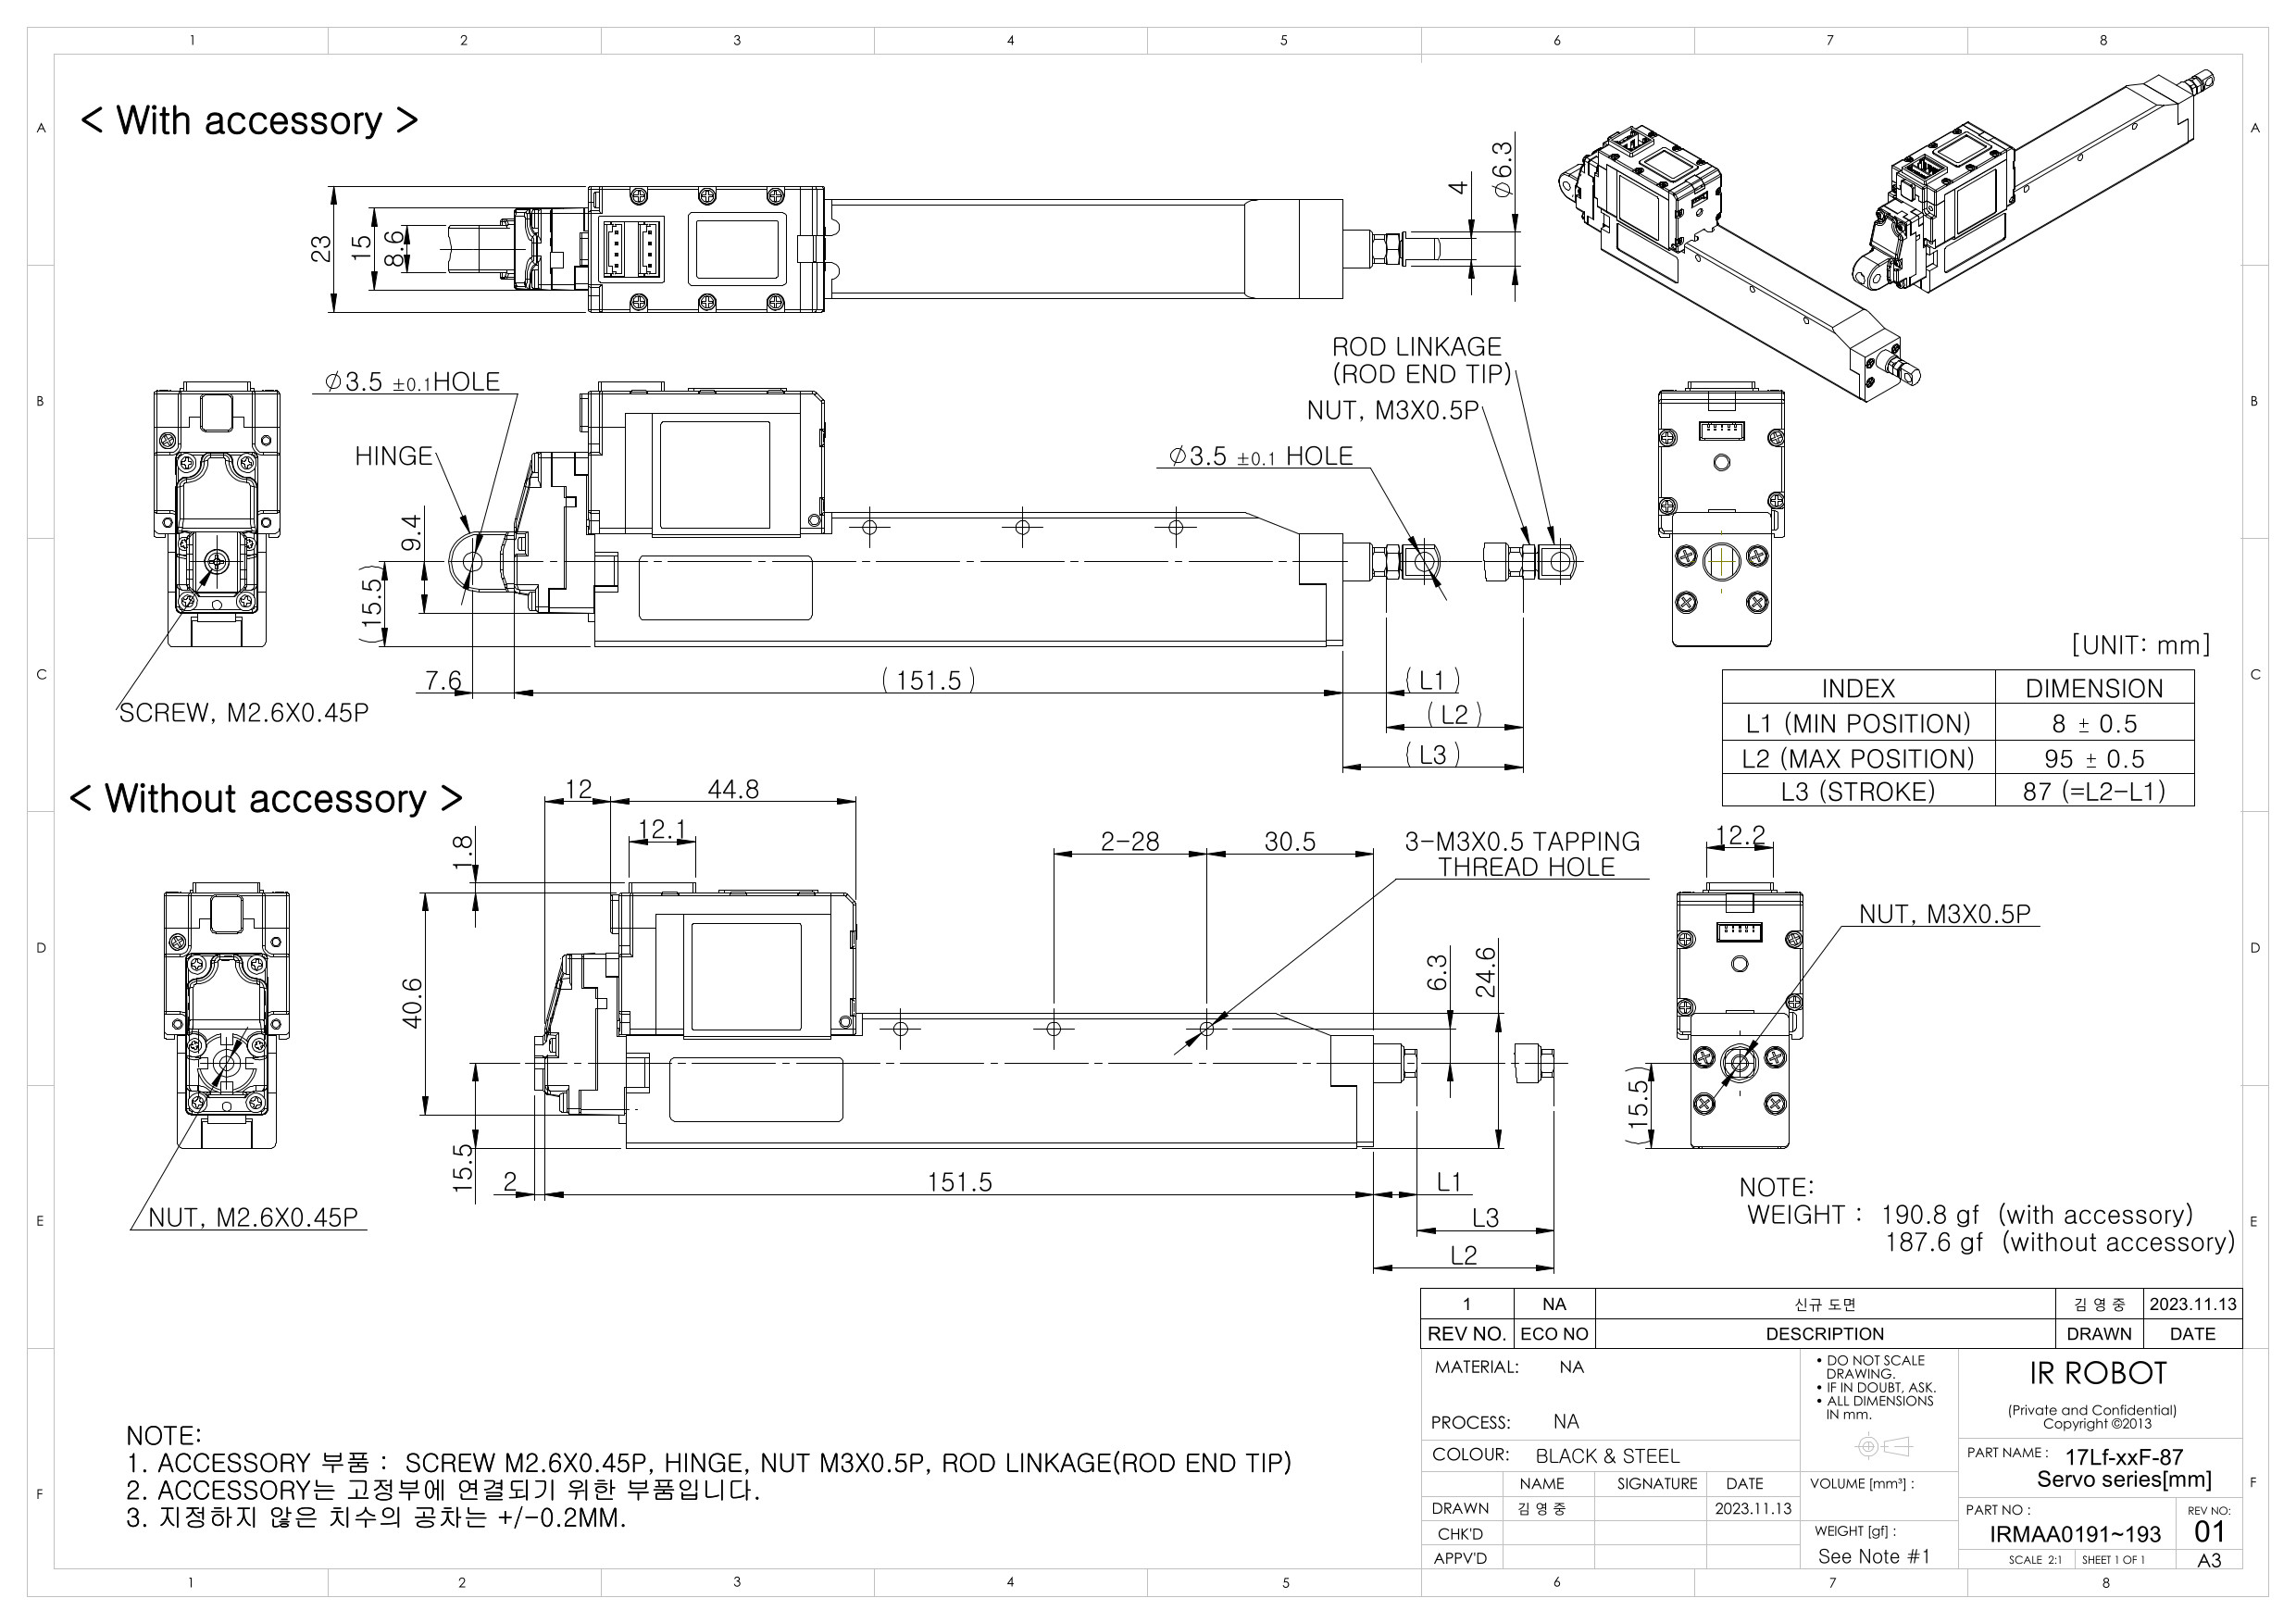 1 2 3 4 5 6 7 8
A A
B B
C C
D D
E E
F F
< With accessory >
23
15
8.6
4
⌀6.3
ROD LINKAGE
(ROD END TIP)
NUT, M3X0.5P
⌀3.5 ±0.1HOLE
HINGE
⌀3.5 ±0.1 HOLE
9.4
(15.5)
SCREW, M2.6X0.45P
7.6
(151.5)
(L1)
(L2)
(L3)
[UNIT: mm]
INDEX DIMENSION
L1 (MIN POSITION) 8 ± 0.5
L2 (MAX POSITION) 95 ± 0.5
L3 (STROKE) 87 (=L2-L1)
< Without accessory >
12
44.8
12.1
1.8
2-28
30.5
3-M3X0.5 TAPPING
THREAD HOLE
12.2
NUT, M3X0.5P
40.6
6.3
24.6
15.5
(15.5)
2
151.5
L1
L3
L2
NUT, M2.6X0.45P
NOTE:
WEIGHT : 190.8 gf (with accessory)
187.6 gf (without accessory)
1 NA 신규 도면 김 영 중 2023.11.13
REV NO. ECO NO DESCRIPTION DRAWN DATE
MATERIAL: NA
PROCESS: NA
COLOUR: BLACK & STEEL
NAME SIGNATURE DATE
DRAWN 김 영 중 2023.11.13
CHK'D
APPV'D
• DO NOT SCALE
DRAWING.
• IF IN DOUBT, ASK.
• ALL DIMENSIONS
IN mm.
VOLUME [mm³] :
WEIGHT [gf] :
See Note #1
IR ROBOT
(Private and Confidential)
Copyright ©2013
PART NAME : 17Lf-xxF-87
Servo series[mm]
PART NO :
IRMAA0191~193
REV NO:
01
SCALE 2:1 SHEET 1 OF 1 A3
NOTE:
1. ACCESSORY 부품 : SCREW M2.6X0.45P, HINGE, NUT M3X0.5P, ROD LINKAGE(ROD END TIP)
2. ACCESSORY는 고정부에 연결되기 위한 부품입니다.
3. 지정하지 않은 치수의 공차는 +/-0.2MM.
1 2 3 4 5 6 7 8